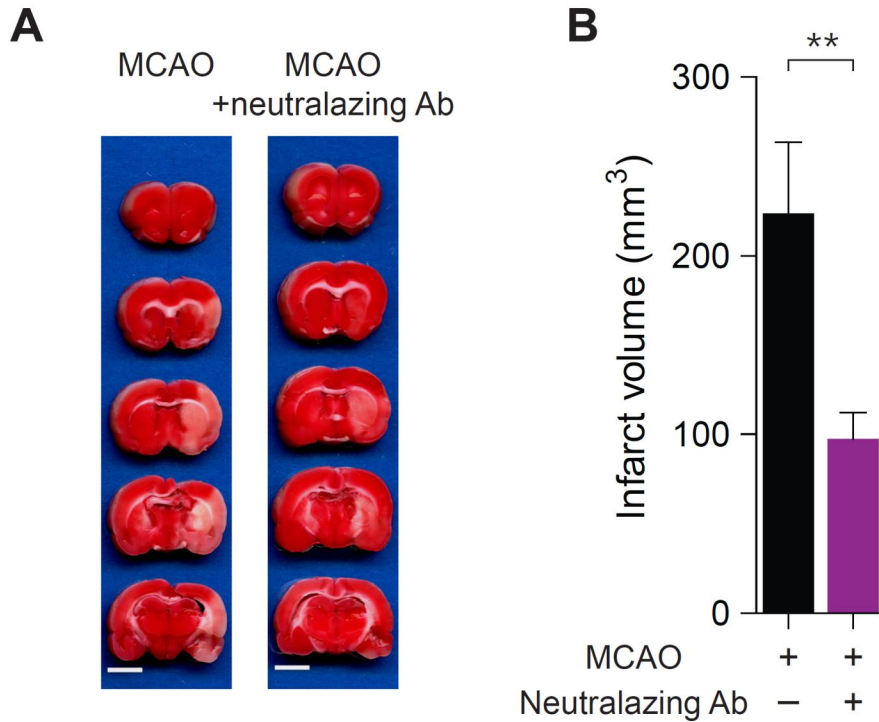 A
MCAO
MCAO
+neutralazing Ab
B
**
Infarct volume (mm³)
300
200
100
0
MCAO + +
Neutralazing Ab – +